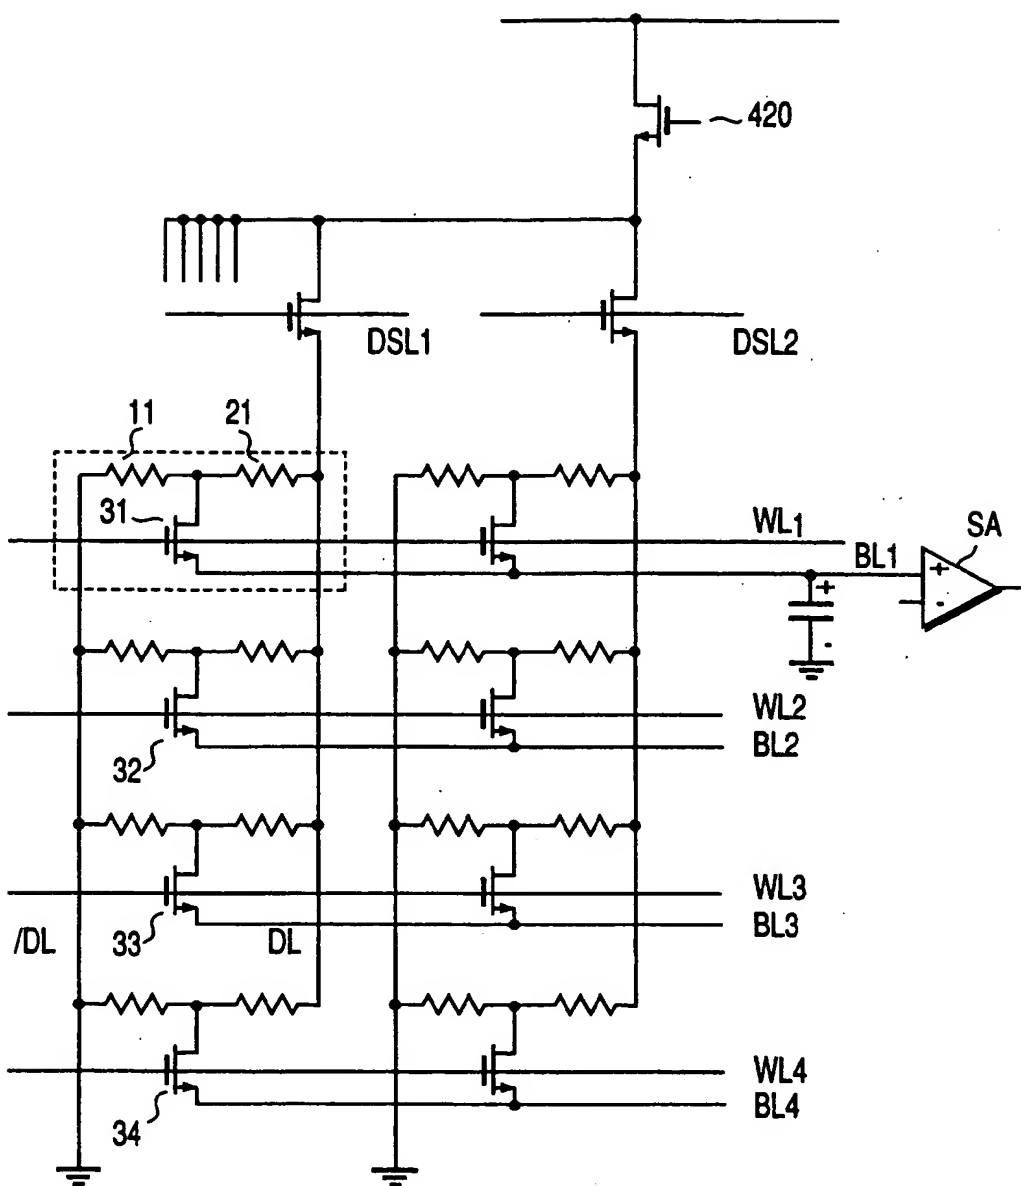 420
DSL1
DSL2
11
21
31
WL1
SA
BL1
+
-
+
-
WL2
BL2
32
WL3
BL3
/DL
33
DL
WL4
BL4
34